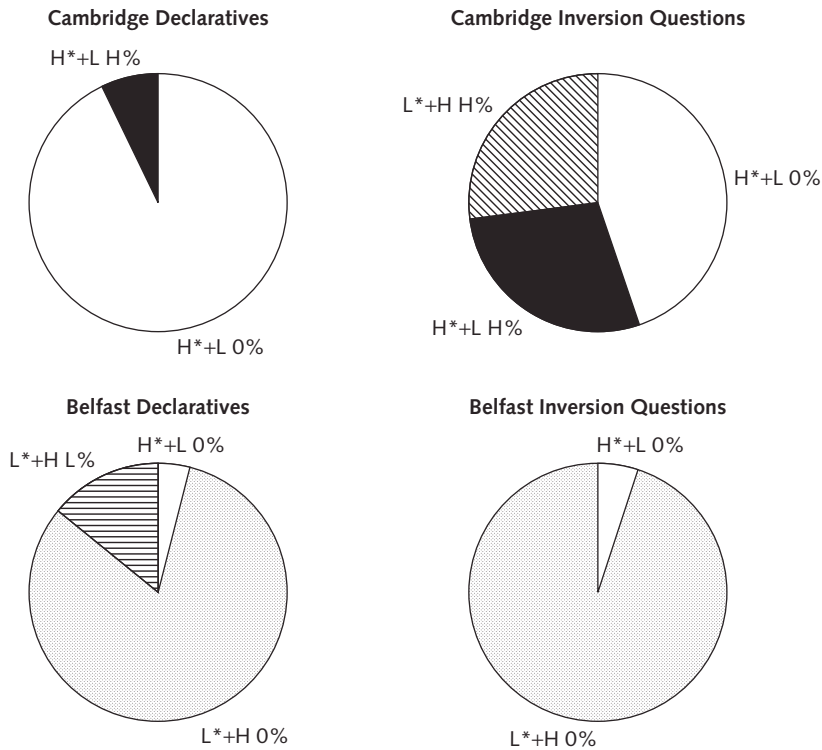 Cambridge Declaratives
H*+L H%
H*+L 0%
Cambridge Inversion Questions
L*+H H%
H*+L 0%
H*+L H%
Belfast Declaratives
H*+L 0%
L*+H L%
L*+H 0%
Belfast Inversion Questions
H*+L 0%
L*+H 0%